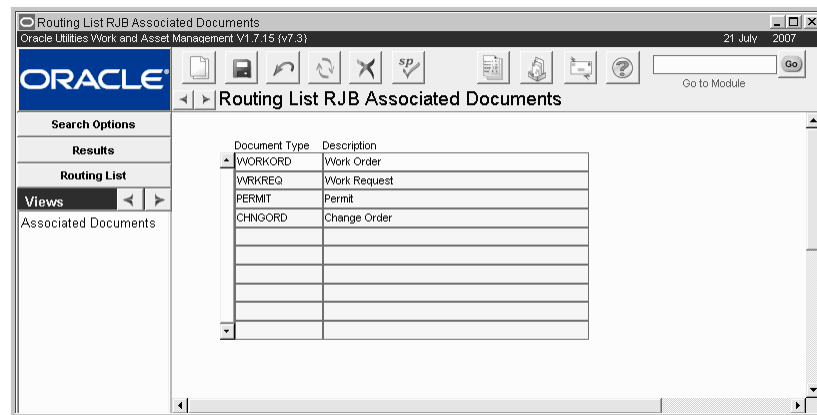 Routing List RJB Associated Documents
Oracle Utilities Work and Asset Management V1.7.15 (v7.3) 21 July 2007
ORACLE
sp
Go
Go to Module
Routing List RJB Associated Documents
Search Options
Results
Routing List
Views
Associated Documents
Document Type Description
WORKORD Work Order
WRKREQ Work Request
PERMIT Permit
CHNGORD Change Order